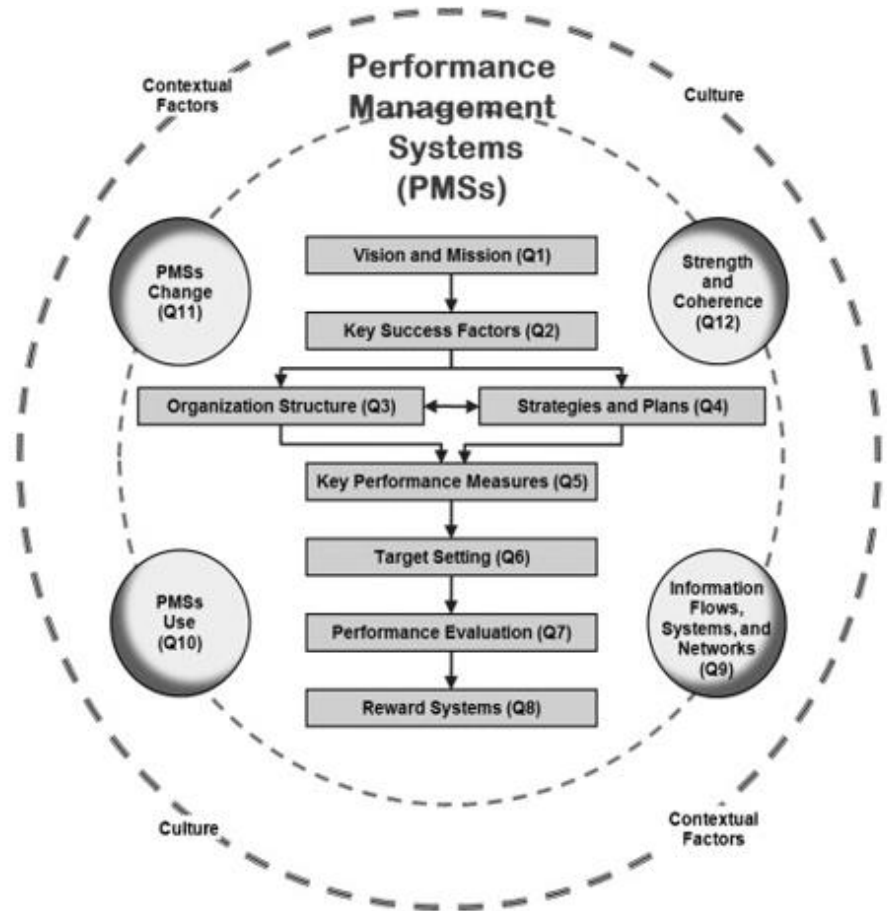 Performance
Management
Systems
(PMSs)
Contextual
Factors
Culture
PMSs
Change
(Q11)
Vision and Mission (Q1)
Strength
and
Coherence
(Q12)
Key Success Factors (Q2)
Organization Structure (Q3)
Strategies and Plans (Q4)
Key Performance Measures (Q5)
Target Setting (Q6)
PMSs
Use
(Q10)
Performance Evaluation (Q7)
Information
Flows,
Systems, and
Networks
(Q9)
Reward Systems (Q8)
Culture
Contextual
Factors